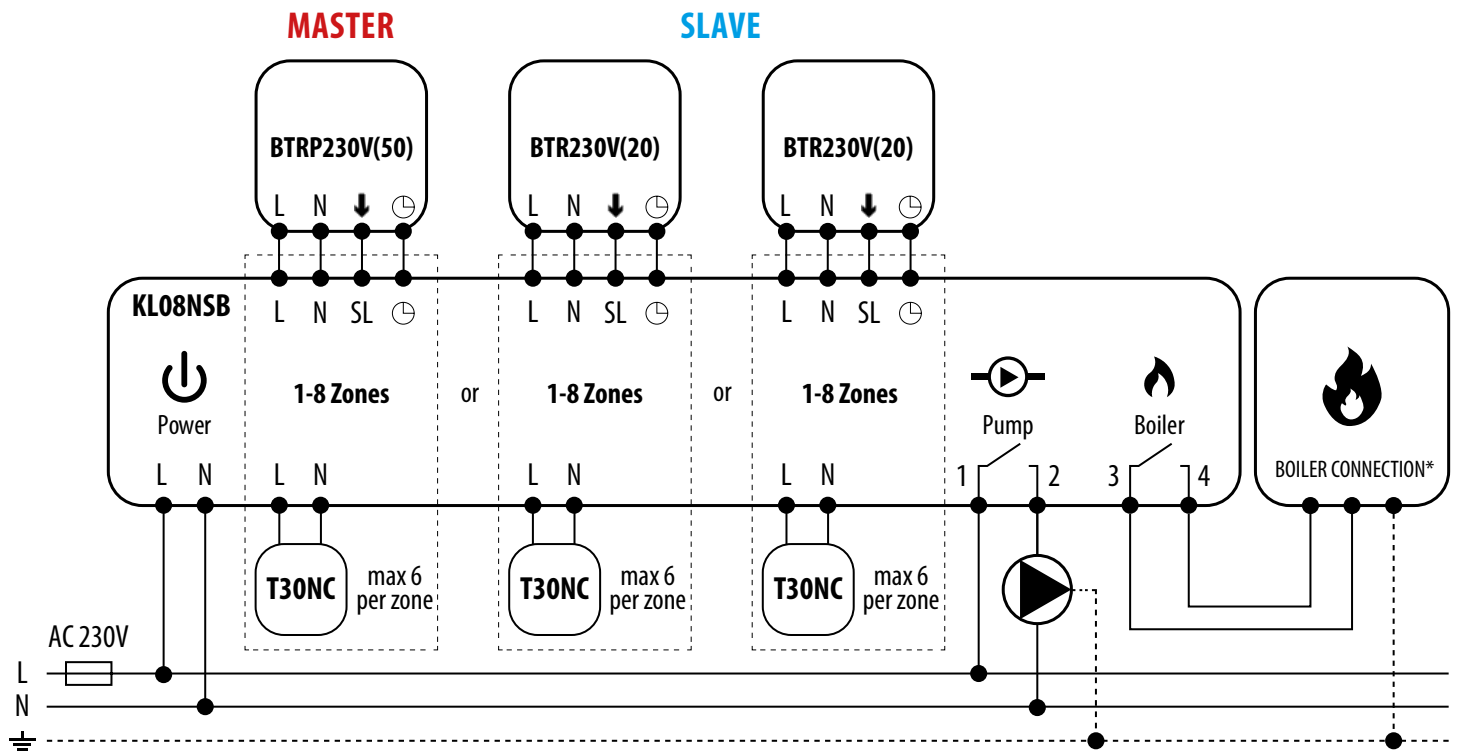 MASTER SLAVE
BTRP230V(50) BTR230V(20) BTR230V(20)
L N L N L N
KL08NSB L N SL L N SL L N SL
1-8 Zones or 1-8 Zones or 1-8 Zones
Power Pump Boiler
BOILER CONNECTION*
L N L N L N L N 1 2 3 4
T30NC max 6 per zone T30NC max 6 per zone T30NC max 6 per zone
AC 230V
L
N